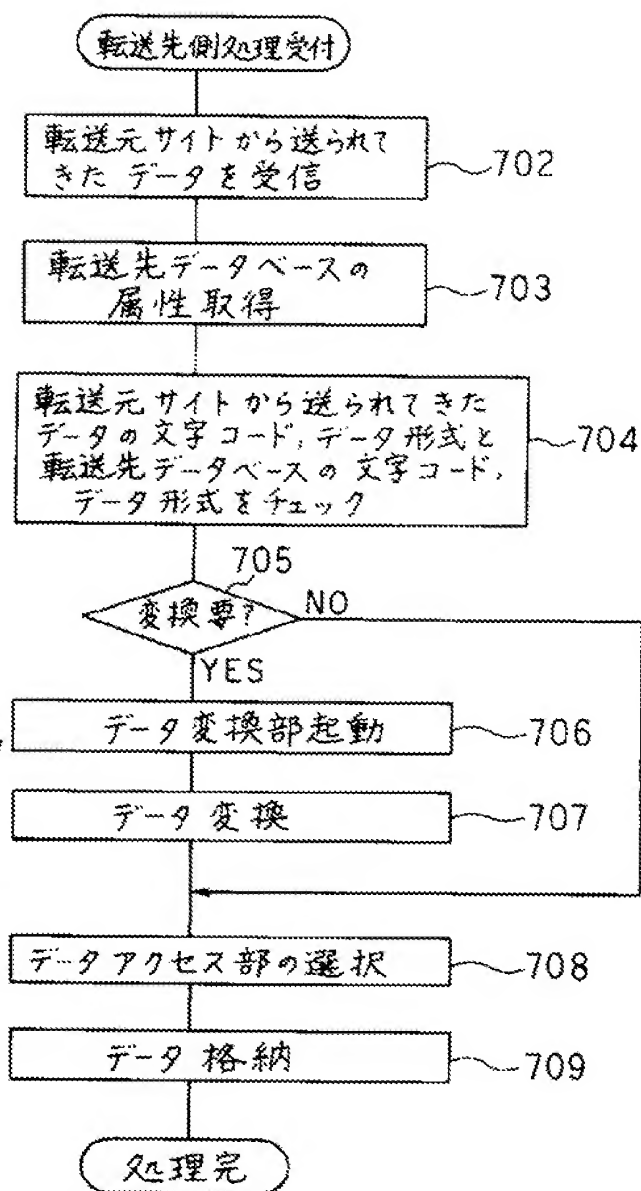 転送先側処理受付
転送元サイトから送られて
きたデータを受信
702
転送先データベースの
属性取得
703
転送元サイトから送られてきた
データの文字コード,データ形式と
転送先データベースの文字コード,
データ形式をチェック
704
705
変換要?
NO
YES
データ変換部起動
706
データ変換
707
データアクセス部の選択
708
データ格納
709
処理完